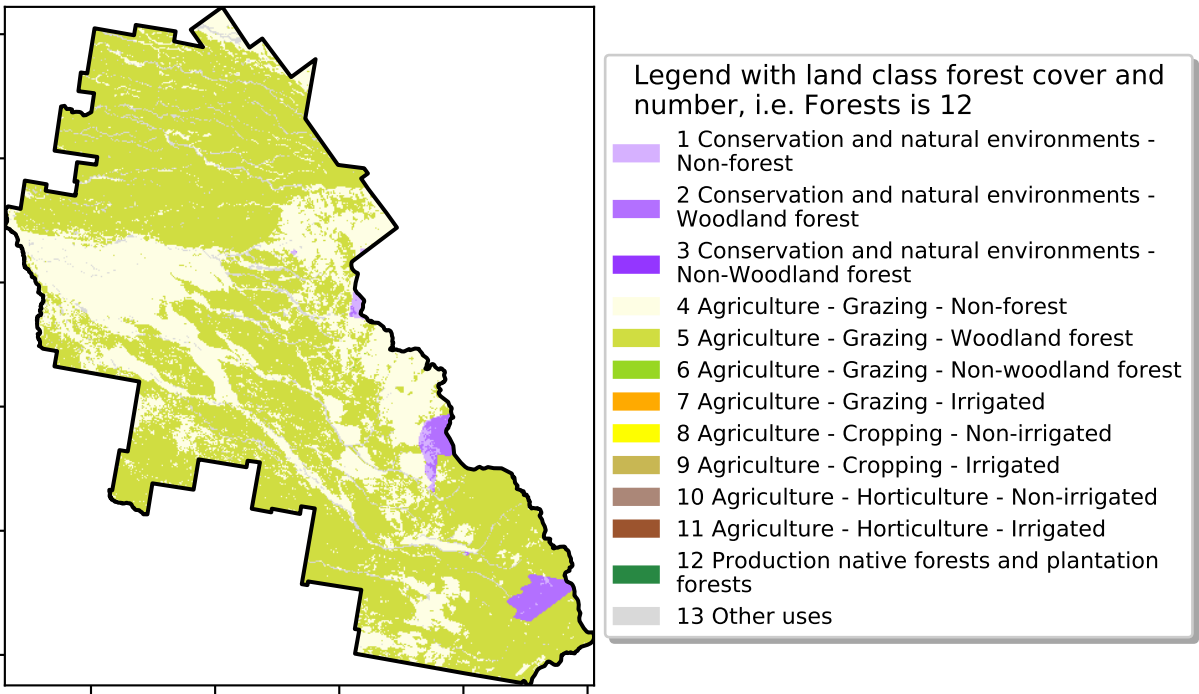 Legend with land class forest cover and
number, i.e. Forests is 12
1 Conservation and natural environments -
Non-forest
2 Conservation and natural environments -
Woodland forest
3 Conservation and natural environments -
Non-Woodland forest
4 Agriculture - Grazing - Non-forest
5 Agriculture - Grazing - Woodland forest
6 Agriculture - Grazing - Non-woodland forest
7 Agriculture - Grazing - Irrigated
8 Agriculture - Cropping - Non-irrigated
9 Agriculture - Cropping - Irrigated
10 Agriculture - Horticulture - Non-irrigated
11 Agriculture - Horticulture - Irrigated
12 Production native forests and plantation
forests
13 Other uses